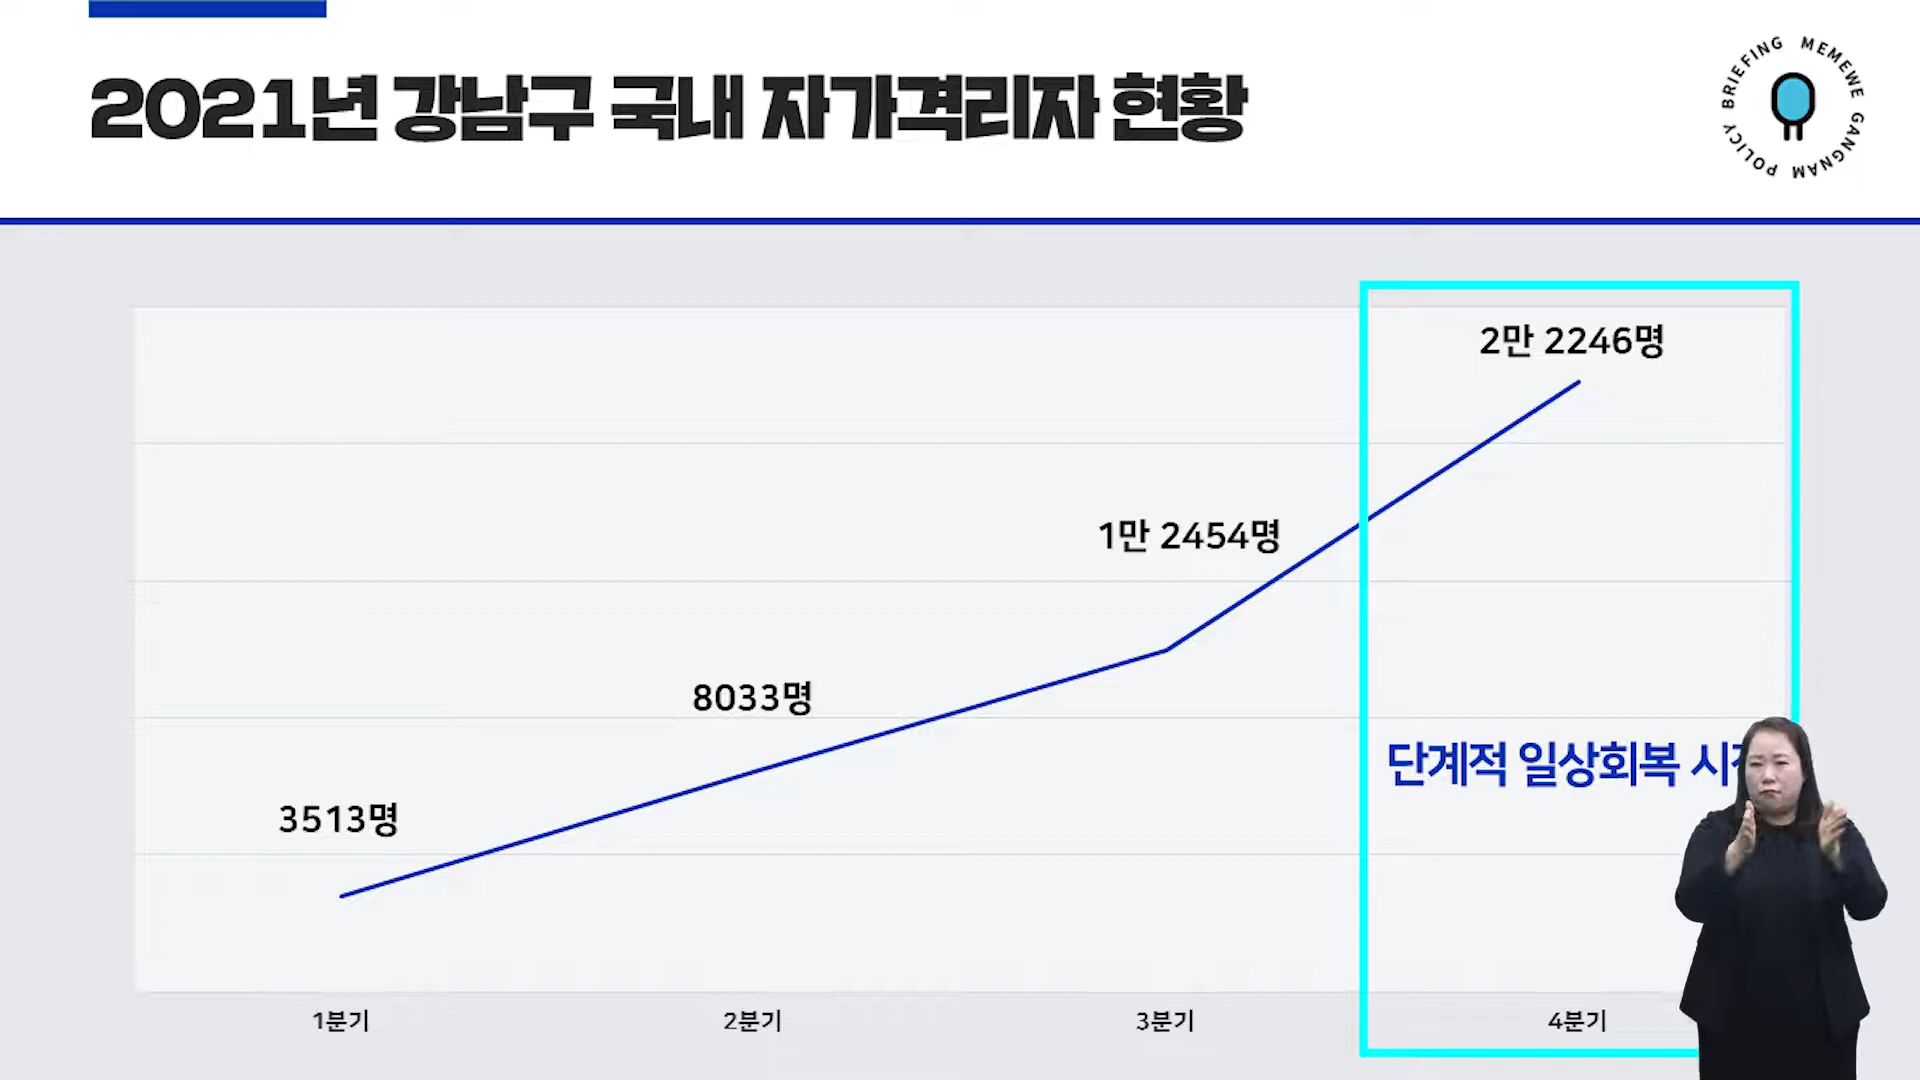 2021년 강남구 국내 자가격리자 현황
MEMEWE GANGNAM POLICY BRIEFING
2만 2246명
1만 2454명
8033명
단계적 일상회복
3513명
1분기 2분기 3분기 4분기